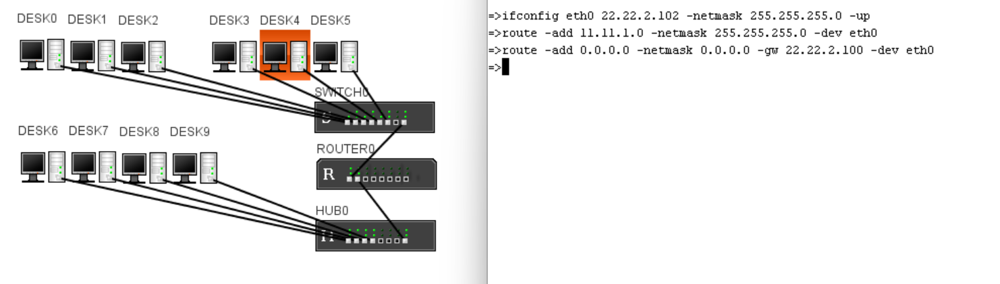 DESK0 DESK1 DESK2 DESK3 DESK4 DESK5
SWITCH0
S
DESK6 DESK7 DESK8 DESK9
ROUTER0
R
HUB0
H
=>ifconfig eth0 22.22.2.102 -netmask 255.255.255.0 -up
=>route -add 11.11.1.0 -netmask 255.255.255.0 -dev eth0
=>route -add 0.0.0.0 -netmask 0.0.0.0 -gw 22.22.2.100 -dev eth0
=>